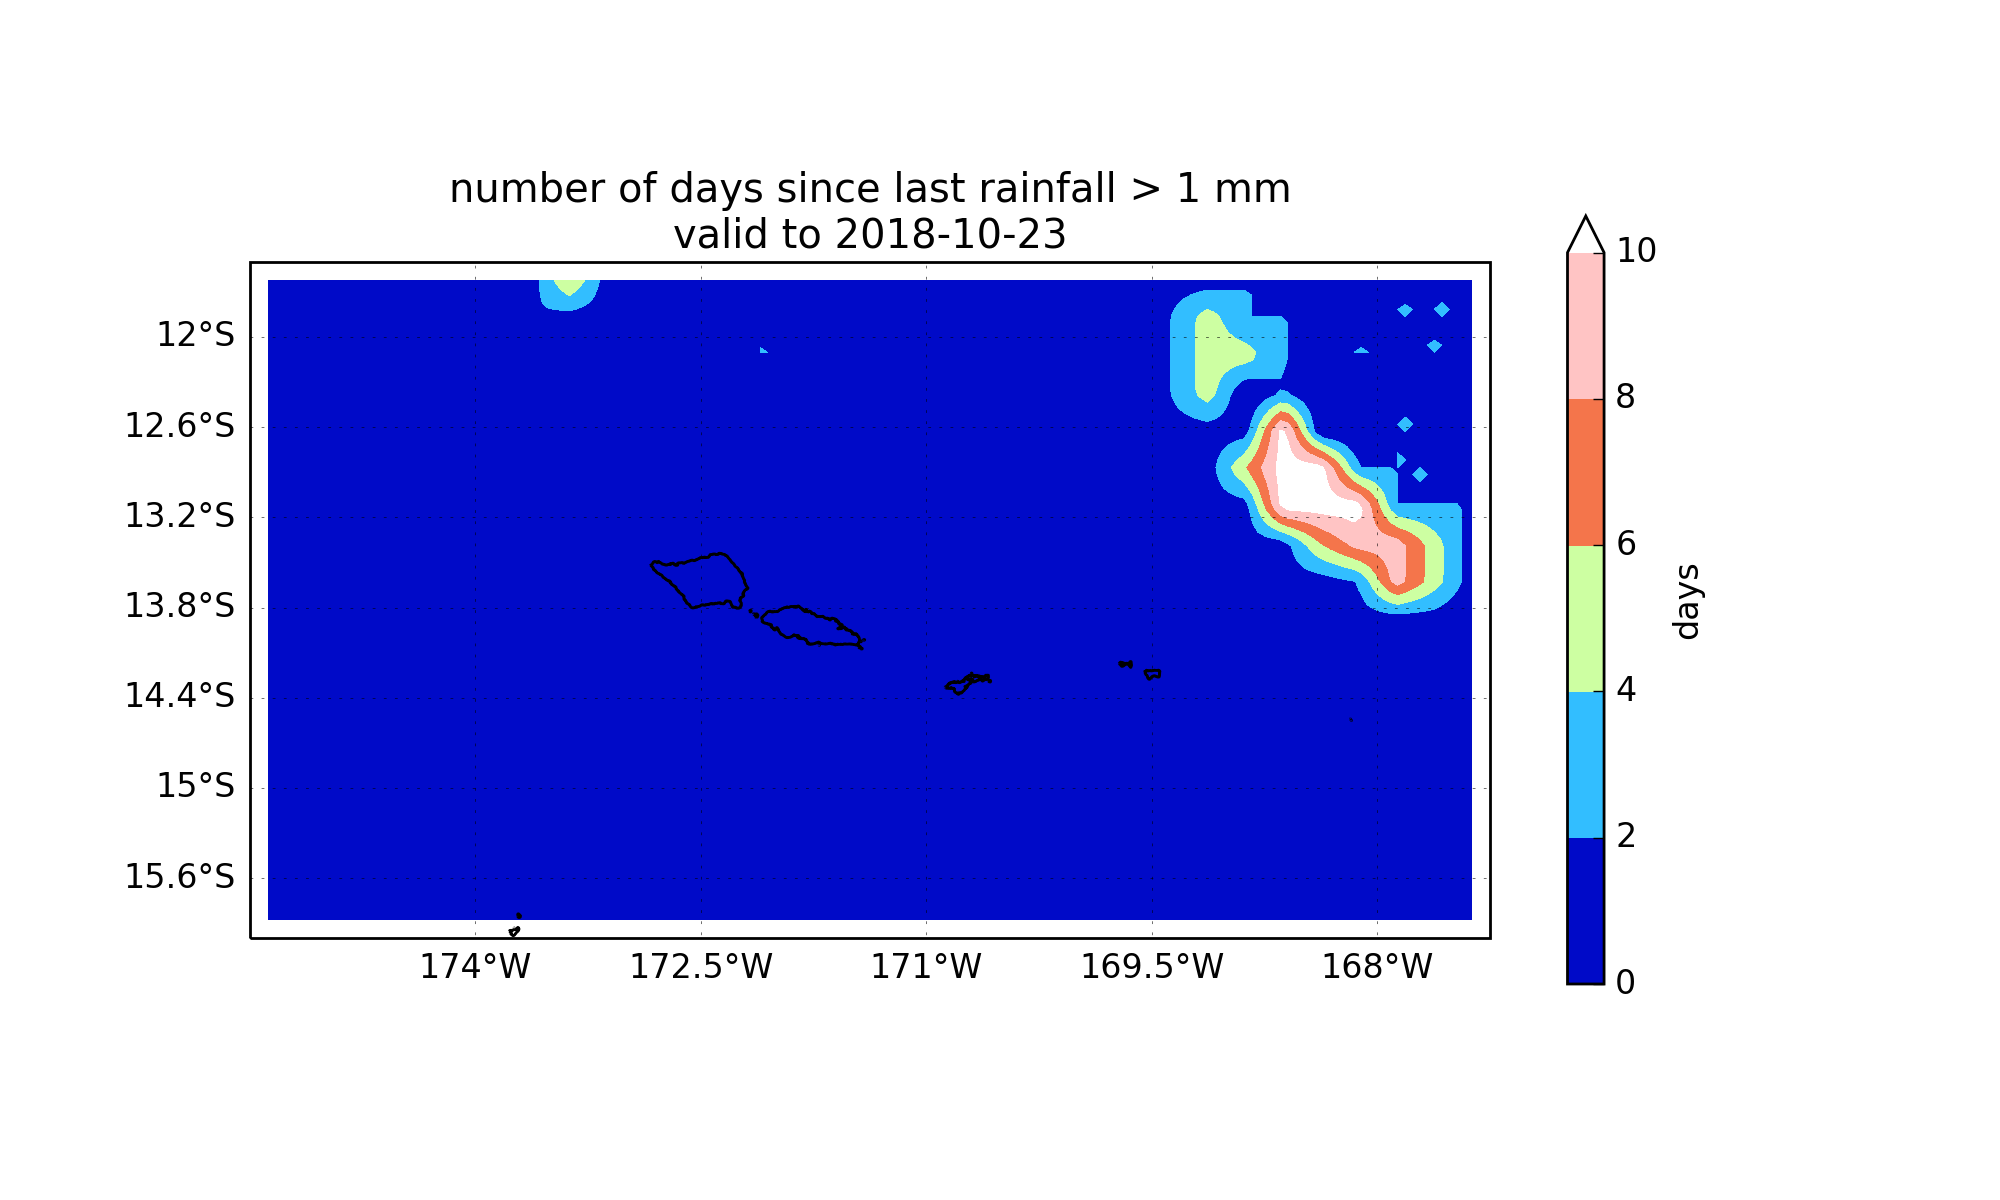 number of days since last rainfall > 1 mm
valid to 2018-10-23
12°S
12.6°S
13.2°S
13.8°S
14.4°S
15°S
15.6°S
174°W
172.5°W
171°W
169.5°W
168°W
10
8
6
4
2
0
days